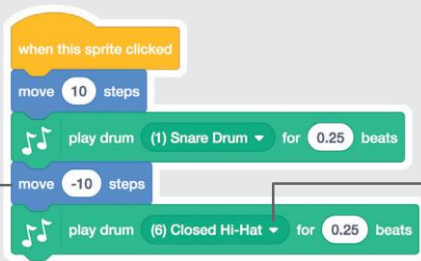 when this sprite clicked
move 10 steps
play drum (1) Snare Drum for 0.25 beats
move -10 steps
play drum (6) Closed Hi-Hat for 0.25 beats